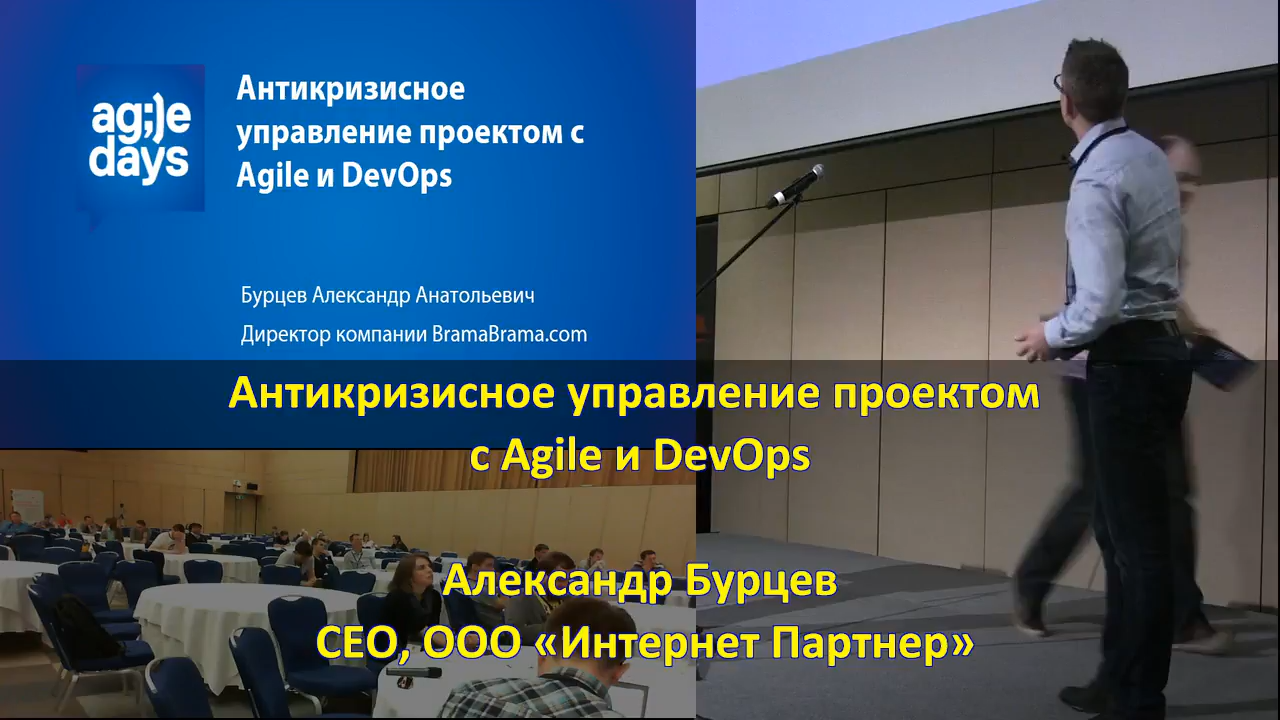 ag;)e
days
Антикризисное
управление проектом с
Agile и DevOps
Бурцев Александр Анатольевич
Директор компании BramaBrama.com
Антикризисное управление проектом
с Agile и DevOps
Александр Бурцев
CEO, ООО «Интернет Партнер»